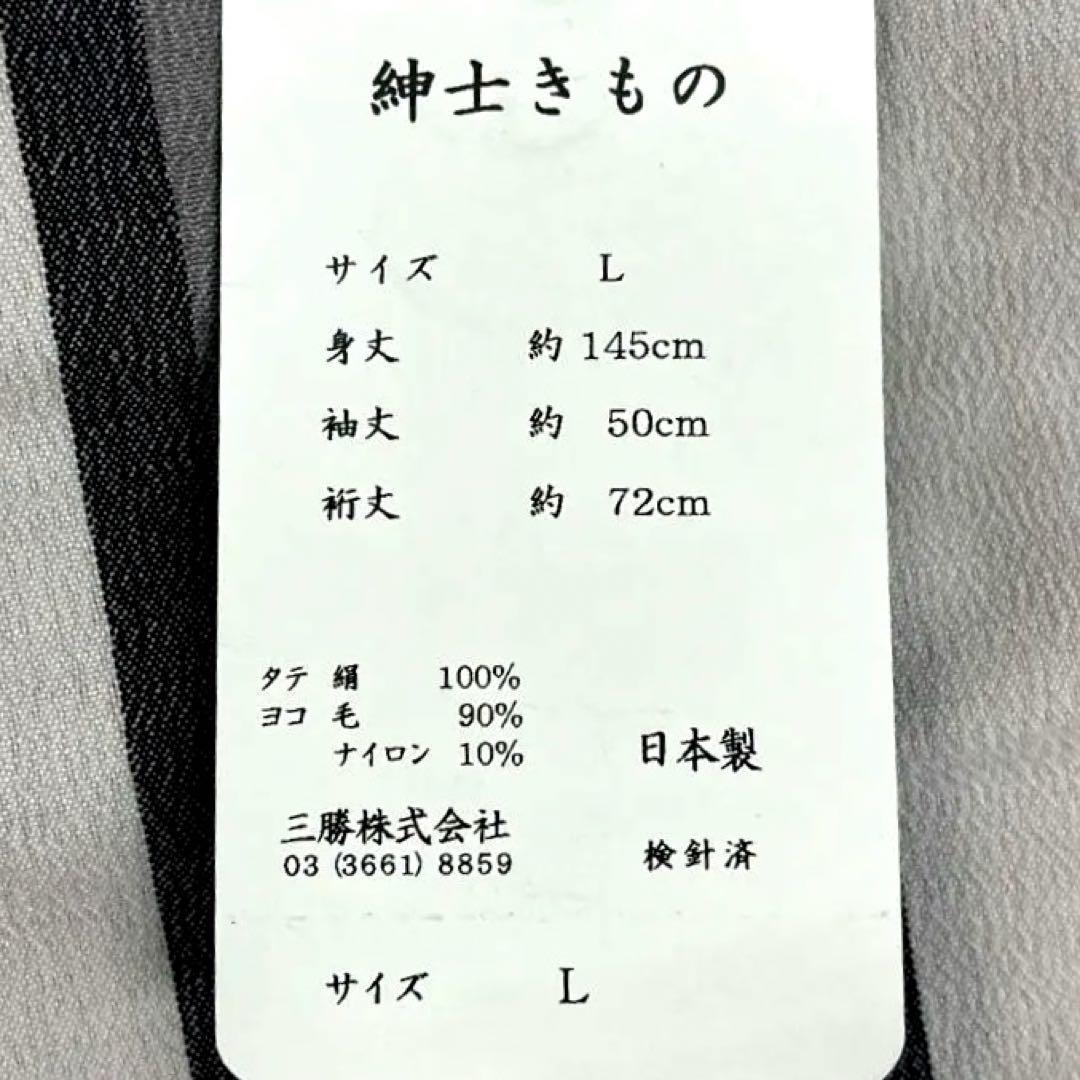 紳士きもの
サイズ L
身丈 約 145cm
袖丈 約 50cm
裄丈 約 72cm
タテ 絹 100%
ヨコ 毛 90%
ナイロン 10%
日本製
三勝株式会社
03 (3661) 8859
検針済
サイズ L